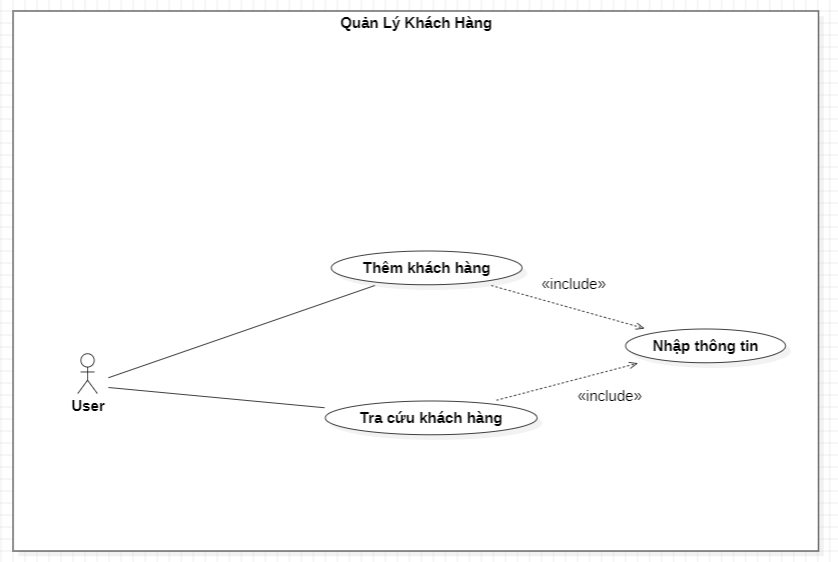 Quản Lý Khách Hàng
Thêm khách hàng
«include»
Nhập thông tin
«include»
User
Tra cứu khách hàng